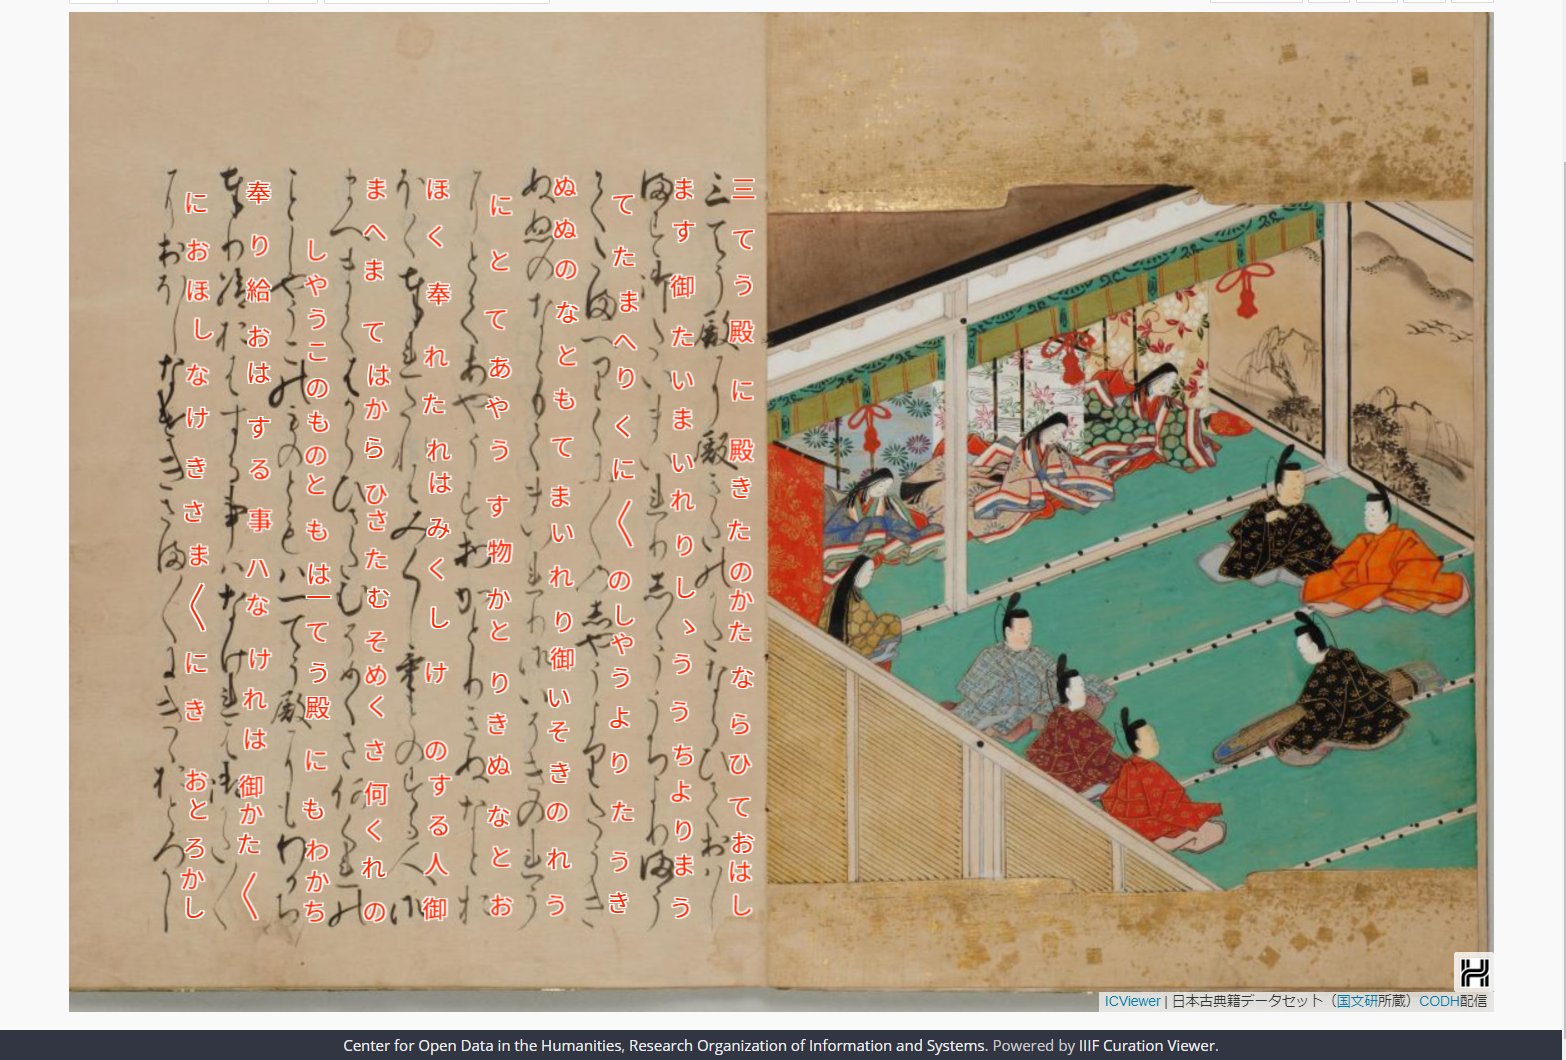 三てう殿に殿きたのかたならひておはし
ます御たいまいれりしゝううちよりまう
てたまへりくに〳〵のしやうよりたうき
ぬぬのなともてまいれり御いそきのれう
にとてあやうす物かとりきぬなとお
ほく奉れたれはみくしけのする人御
まへまてはからひさたむそめくさ何くれの
しやうこのものともは一てう殿にもわかち
奉り給おはする事ハなけれは御かた〳〵
におほしなけきさま〳〵にきおとろかし
ICViewer | 日本古典籍データセット（国文研所蔵）CODH配信
Center for Open Data in the Humanities, Research Organization of Information and Systems. Powered by IIIF Curation Viewer.